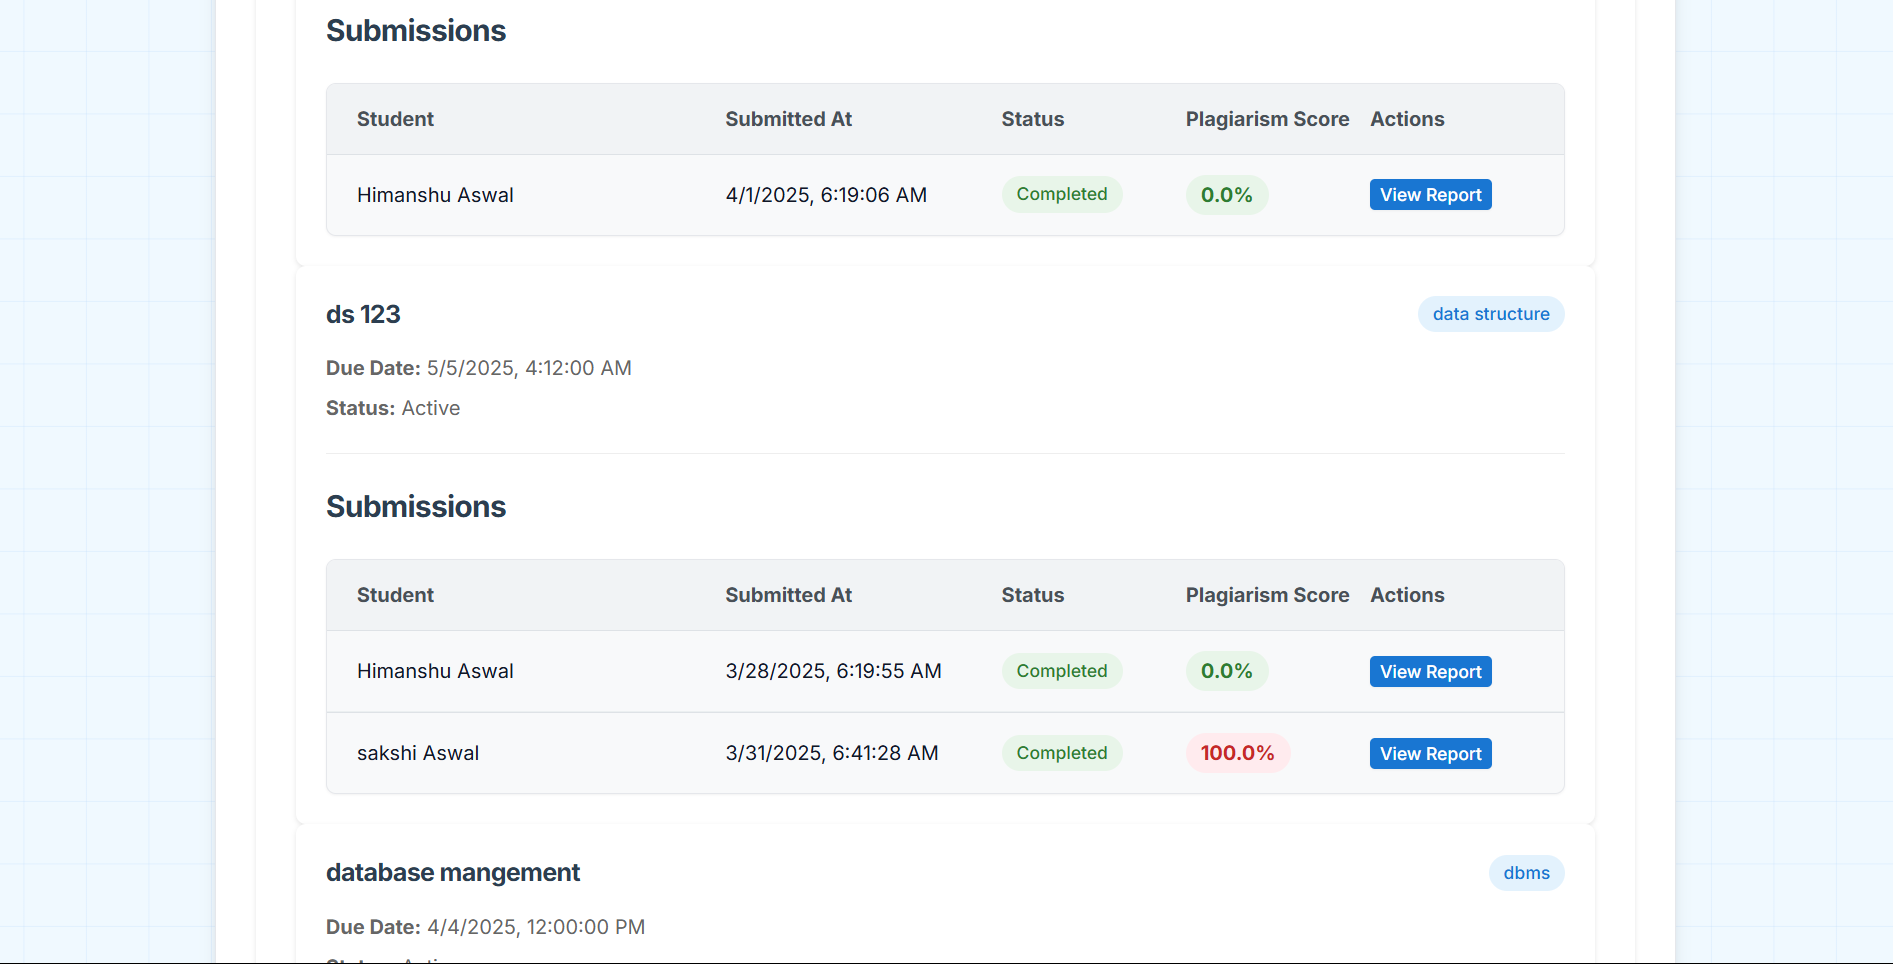 Submissions
Student Submitted At Status Plagiarism Score Actions
Himanshu Aswal 4/1/2025, 6:19:06 AM Completed 0.0% View Report
ds 123 data structure
Due Date: 5/5/2025, 4:12:00 AM
Status: Active
Submissions
Student Submitted At Status Plagiarism Score Actions
Himanshu Aswal 3/28/2025, 6:19:55 AM Completed 0.0% View Report
sakshi Aswal 3/31/2025, 6:41:28 AM Completed 100.0% View Report
database mangement dbms
Due Date: 4/4/2025, 12:00:00 PM